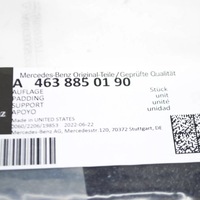 Mercedes-Benz Original-Teile / Geprüfte Qualität
A 463 885 01 90
AUFLAGE Stück
PADDING unit
SUPPORT unité
APOYO unidad
Made in UNITED STATES
2022-06-22
Mercedes-Benz AG, Mercedesstr.120, 70372 Stuttgart, DE